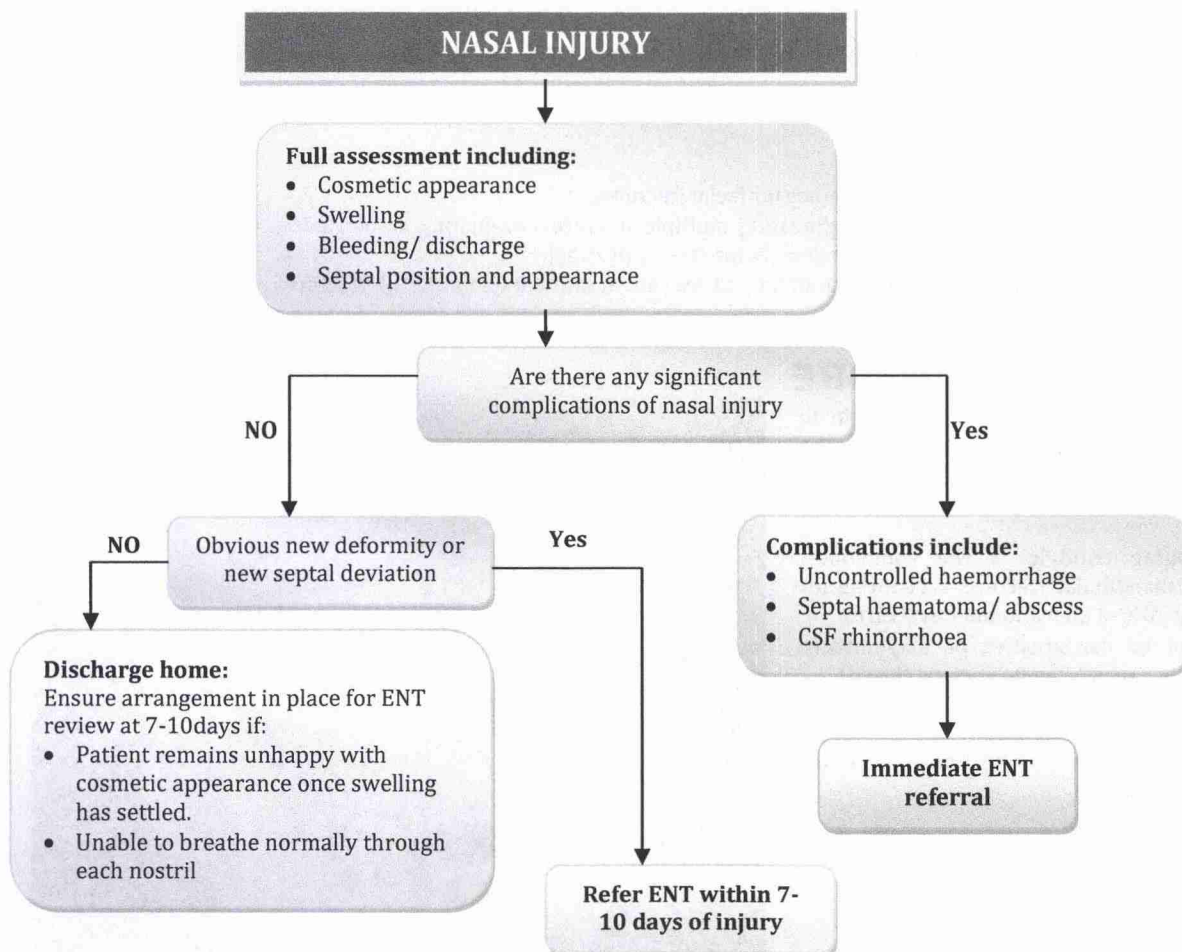 NASAL INJURY
Full assessment including:
• Cosmetic appearance
• Swelling
• Bleeding/ discharge
• Septal position and appearnace
Are there any significant
complications of nasal injury
NO
Yes
NO
Obvious new deformity or
new septal deviation
Yes
Complications include:
• Uncontrolled haemorrhage
• Septal haematoma/ abscess
• CSF rhinorrhoea
Discharge home:
Ensure arrangement in place for ENT
review at 7-10days if:
• Patient remains unhappy with
cosmetic appearance once swelling
has settled.
• Unable to breathe normally through
each nostril
Immediate ENT
referral
Refer ENT within 7-
10 days of injury